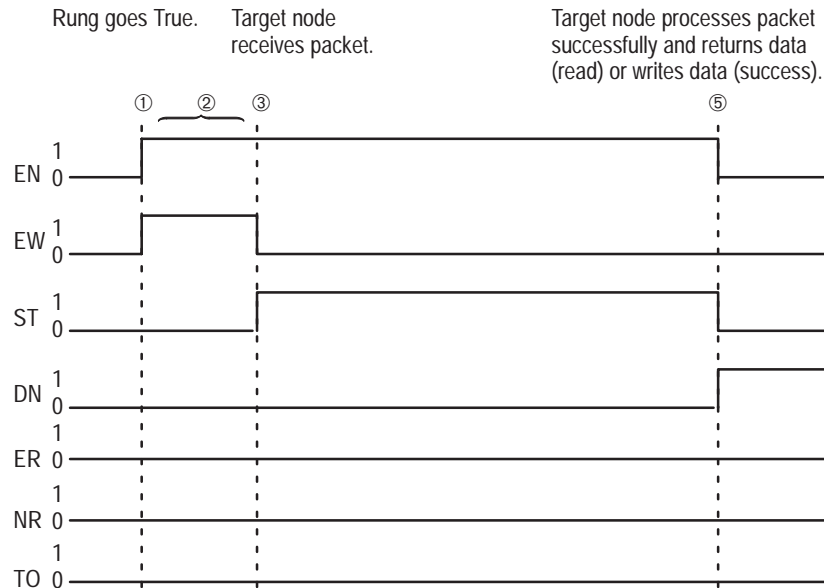 Rung goes True.
Target node
receives packet.
Target node processes packet
successfully and returns data
(read) or writes data (success).
① ② ③ ⑤
1
EN 0
1
EW 0
1
ST 0
1
DN 0
1
ER 0
1
NR 0
1
TO 0